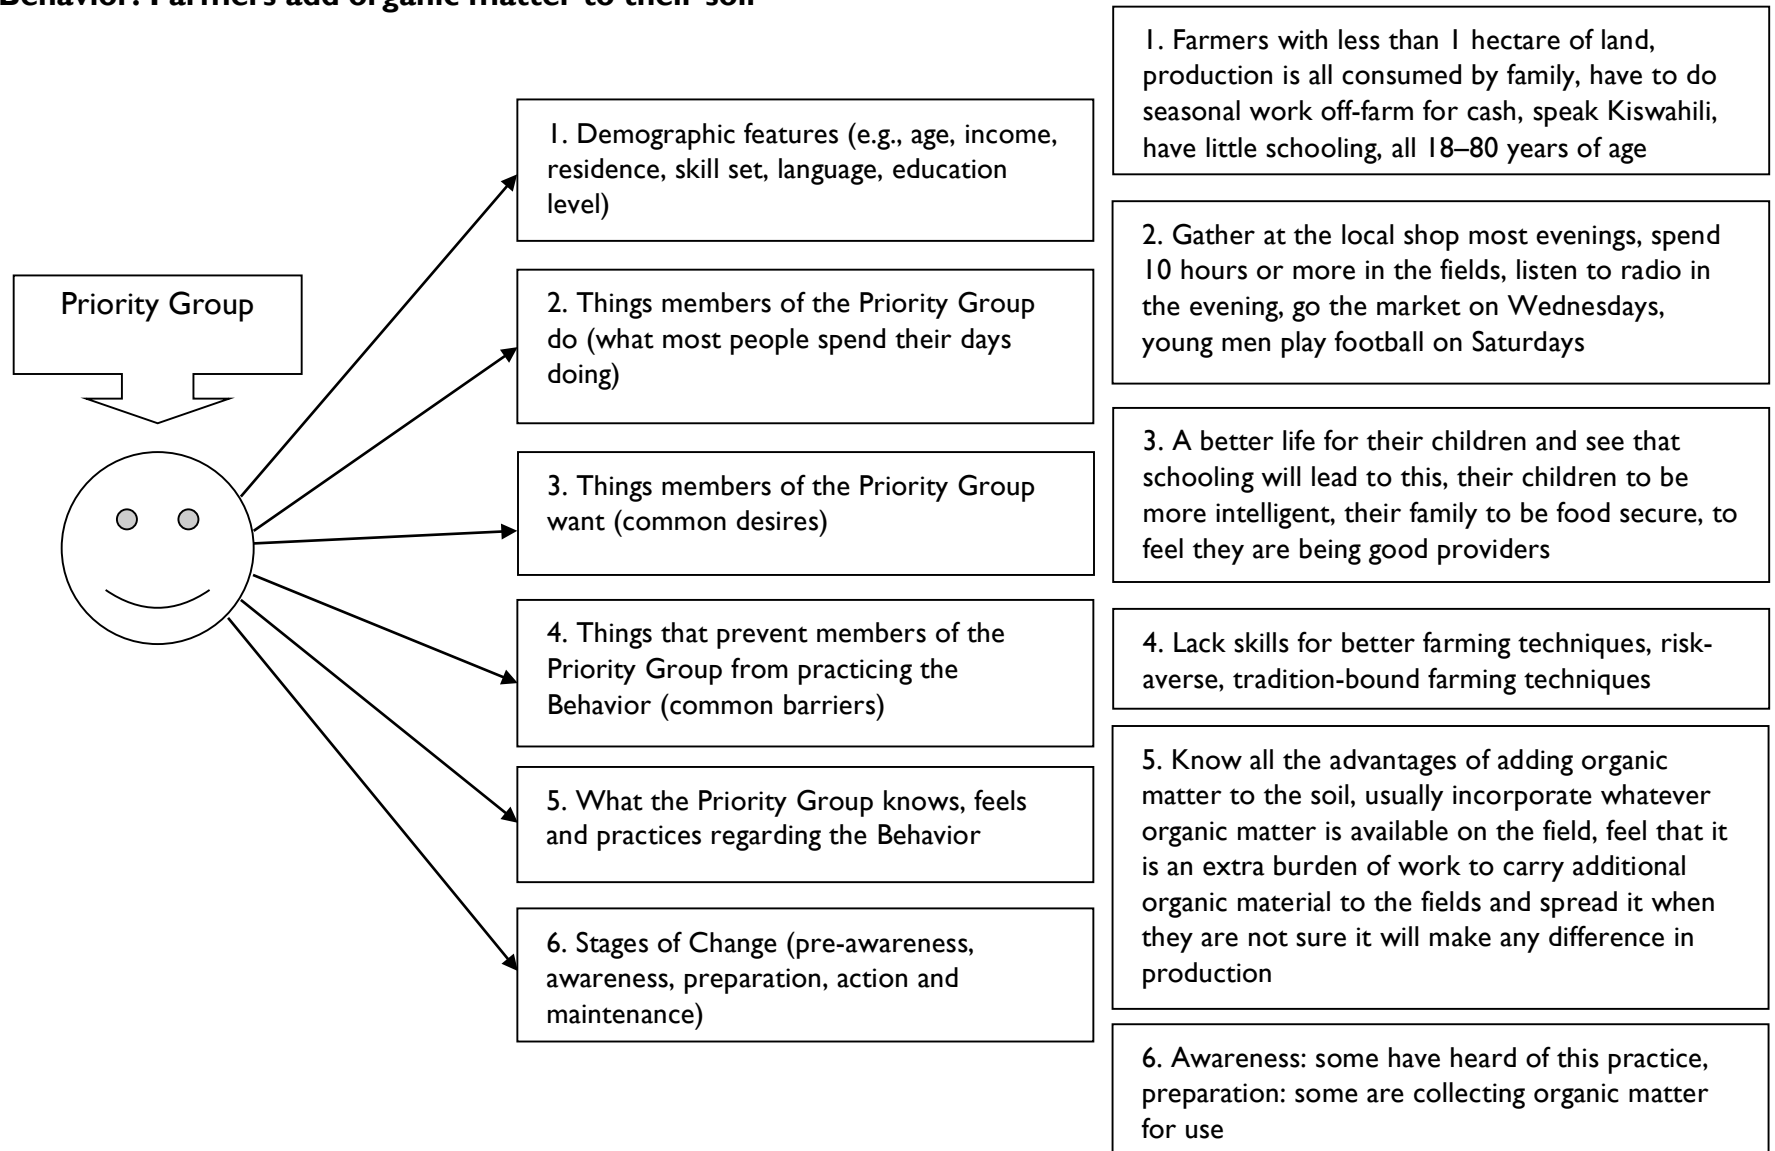 Behavior: Farmers add organic matter to their soil
Priority Group
1. Demographic features (e.g., age, income,
residence, skill set, language, education
level)
2. Things members of the Priority Group
do (what most people spend their days
doing)
3. Things members of the Priority Group
want (common desires)
4. Things that prevent members of the
Priority Group from practicing the
Behavior (common barriers)
5. What the Priority Group knows, feels
and practices regarding the Behavior
6. Stages of Change (pre-awareness,
awareness, preparation, action and
maintenance)
1. Farmers with less than 1 hectare of land,
production is all consumed by family, have to do
seasonal work off-farm for cash, speak Kiswahili,
have little schooling, all 18–80 years of age
2. Gather at the local shop most evenings, spend
10 hours or more in the fields, listen to radio in
the evening, go the market on Wednesdays,
young men play football on Saturdays
3. A better life for their children and see that
schooling will lead to this, their children to be
more intelligent, their family to be food secure, to
feel they are being good providers
4. Lack skills for better farming techniques, risk-
averse, tradition-bound farming techniques
5. Know all the advantages of adding organic
matter to the soil, usually incorporate whatever
organic matter is available on the field, feel that it
is an extra burden of work to carry additional
organic material to the fields and spread it when
they are not sure it will make any difference in
production
6. Awareness: some have heard of this practice,
preparation: some are collecting organic matter
for use